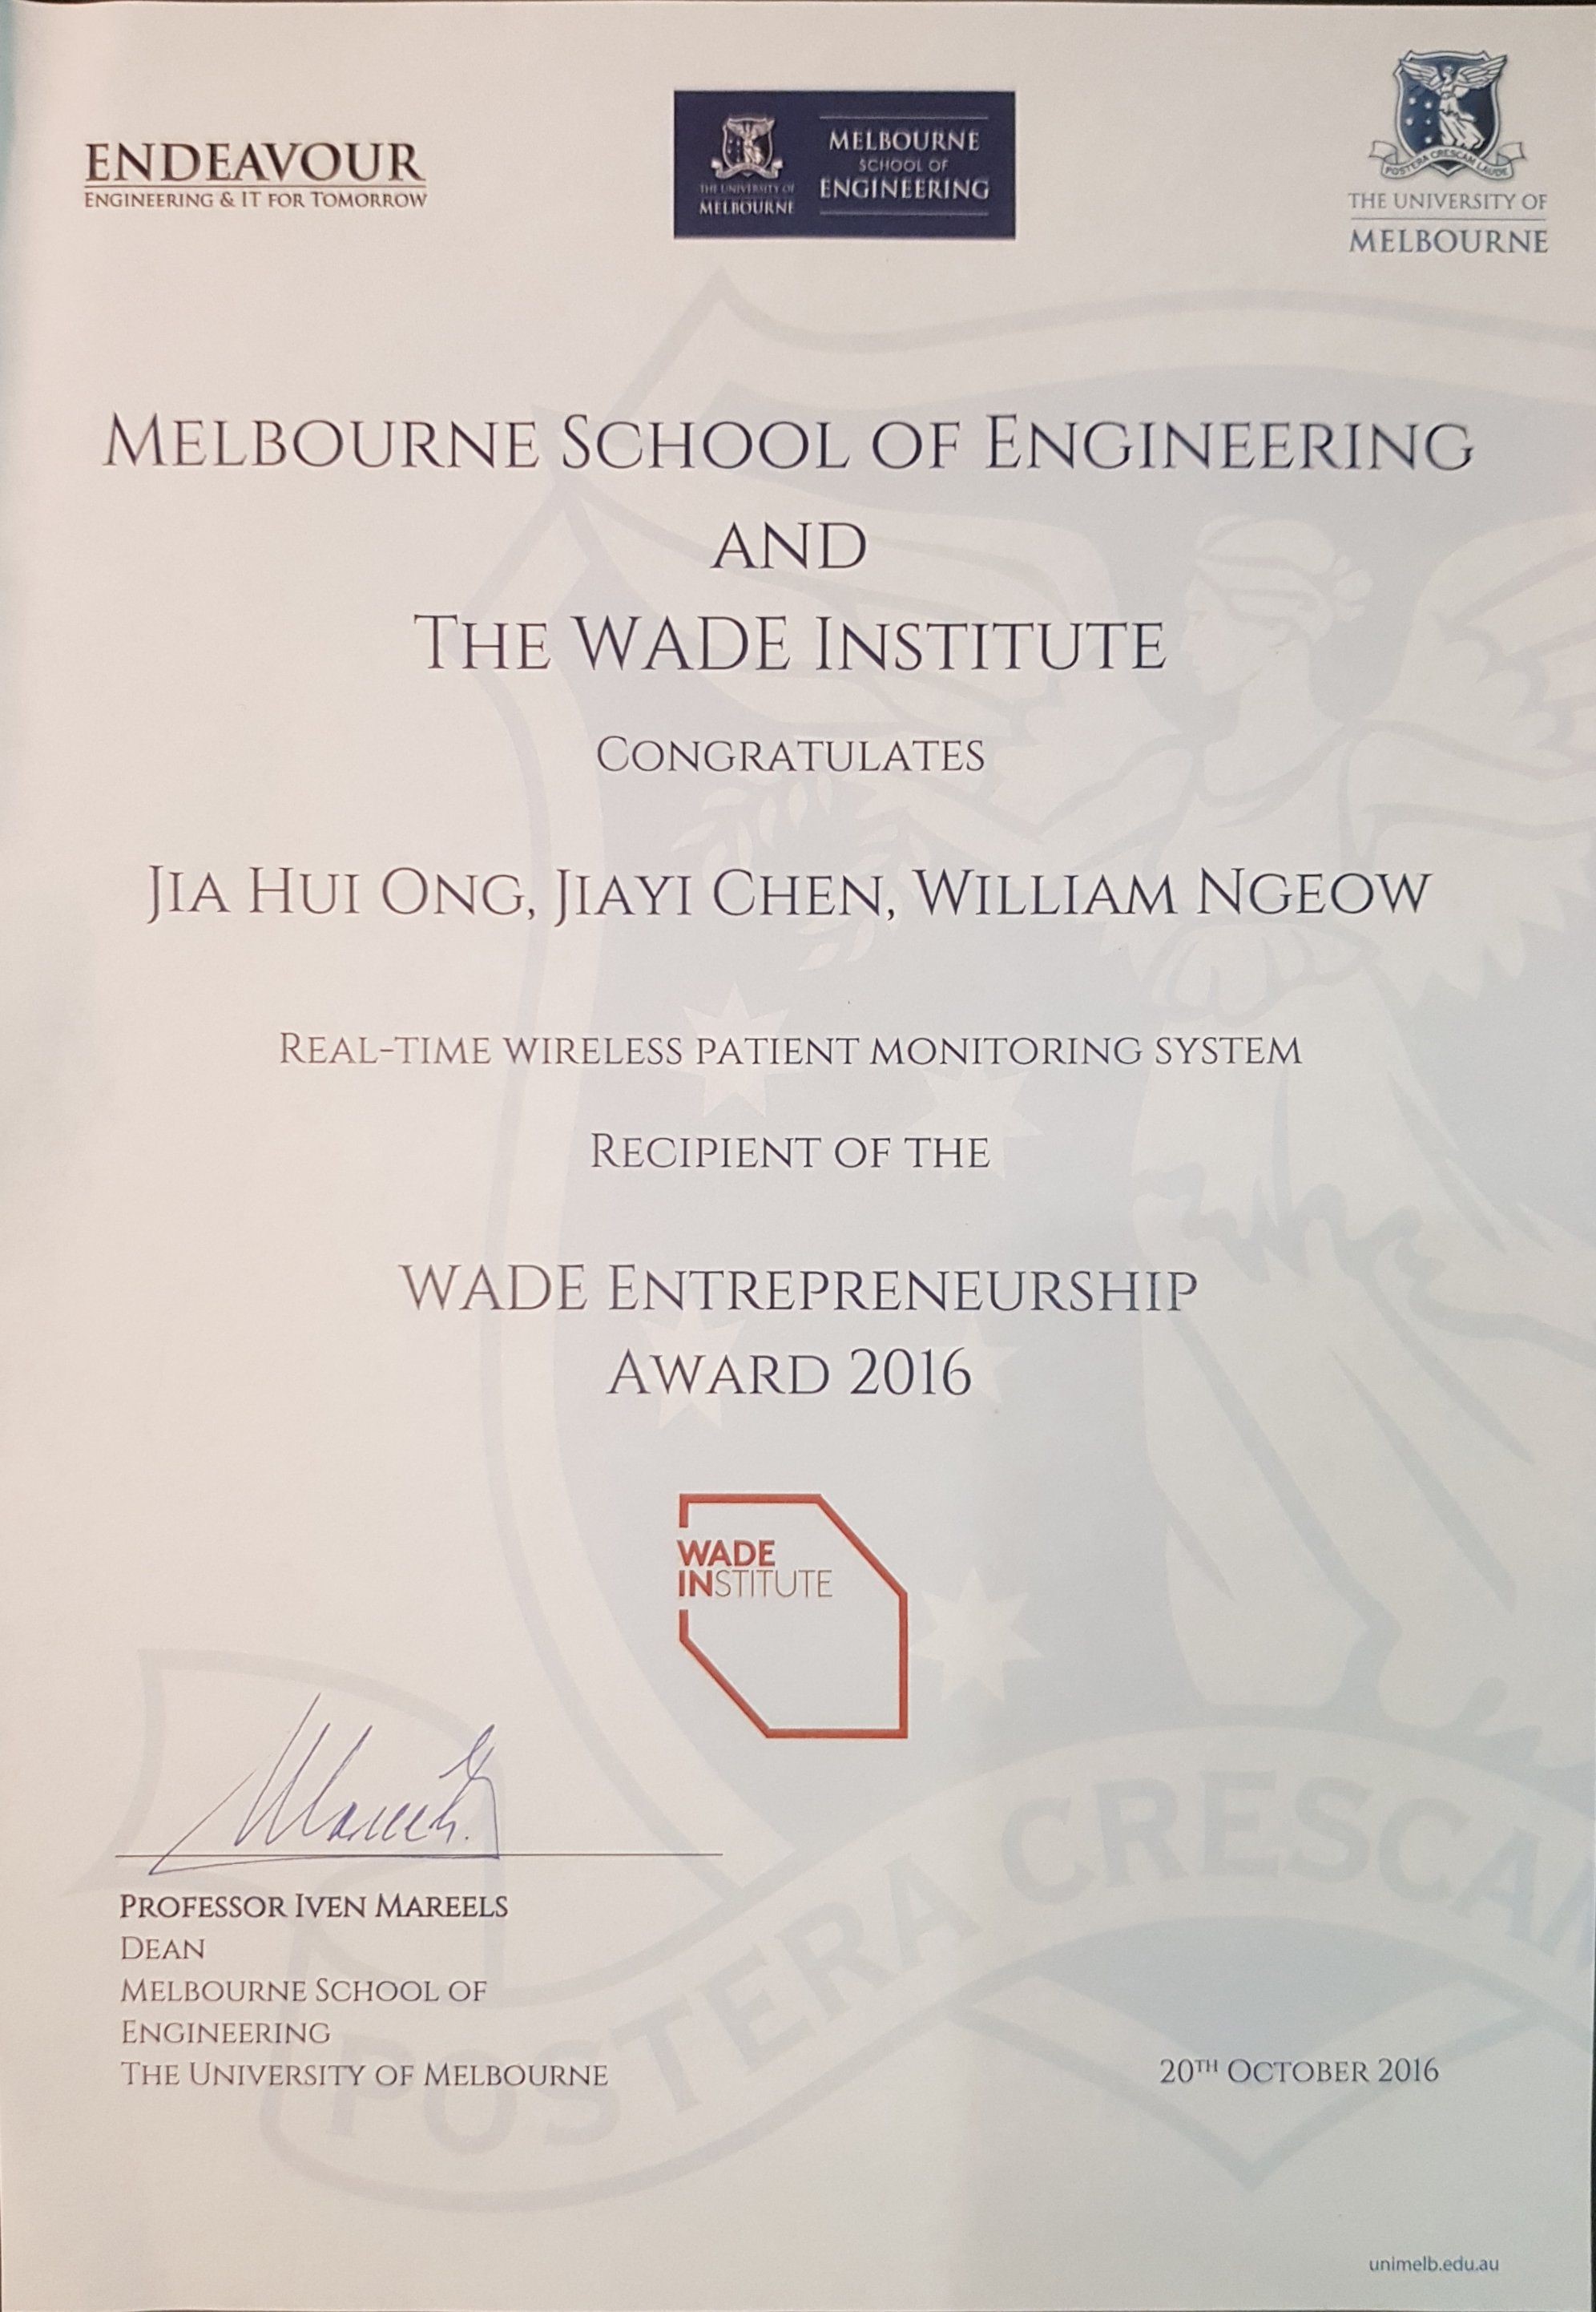 ENDEAVOUR
ENGINEERING & IT FOR TOMORROW
THE UNIVERSITY OF
MELBOURNE
MELBOURNE
SCHOOL OF
ENGINEERING
POSTERA CRESCAM LAUDE
THE UNIVERSITY OF
MELBOURNE
MELBOURNE SCHOOL OF ENGINEERING
AND
THE WADE INSTITUTE
CONGRATULATES
JIA HUI ONG, JIAYI CHEN, WILLIAM NGEOW
REAL-TIME WIRELESS PATIENT MONITORING SYSTEM
RECIPIENT OF THE
WADE ENTREPRENEURSHIP
AWARD 2016
WADE
INSTITUTE
PROFESSOR IVEN MAREELS
DEAN
MELBOURNE SCHOOL OF
ENGINEERING
THE UNIVERSITY OF MELBOURNE
20TH OCTOBER 2016
POSTERA CRESCAM
unimelb.edu.au